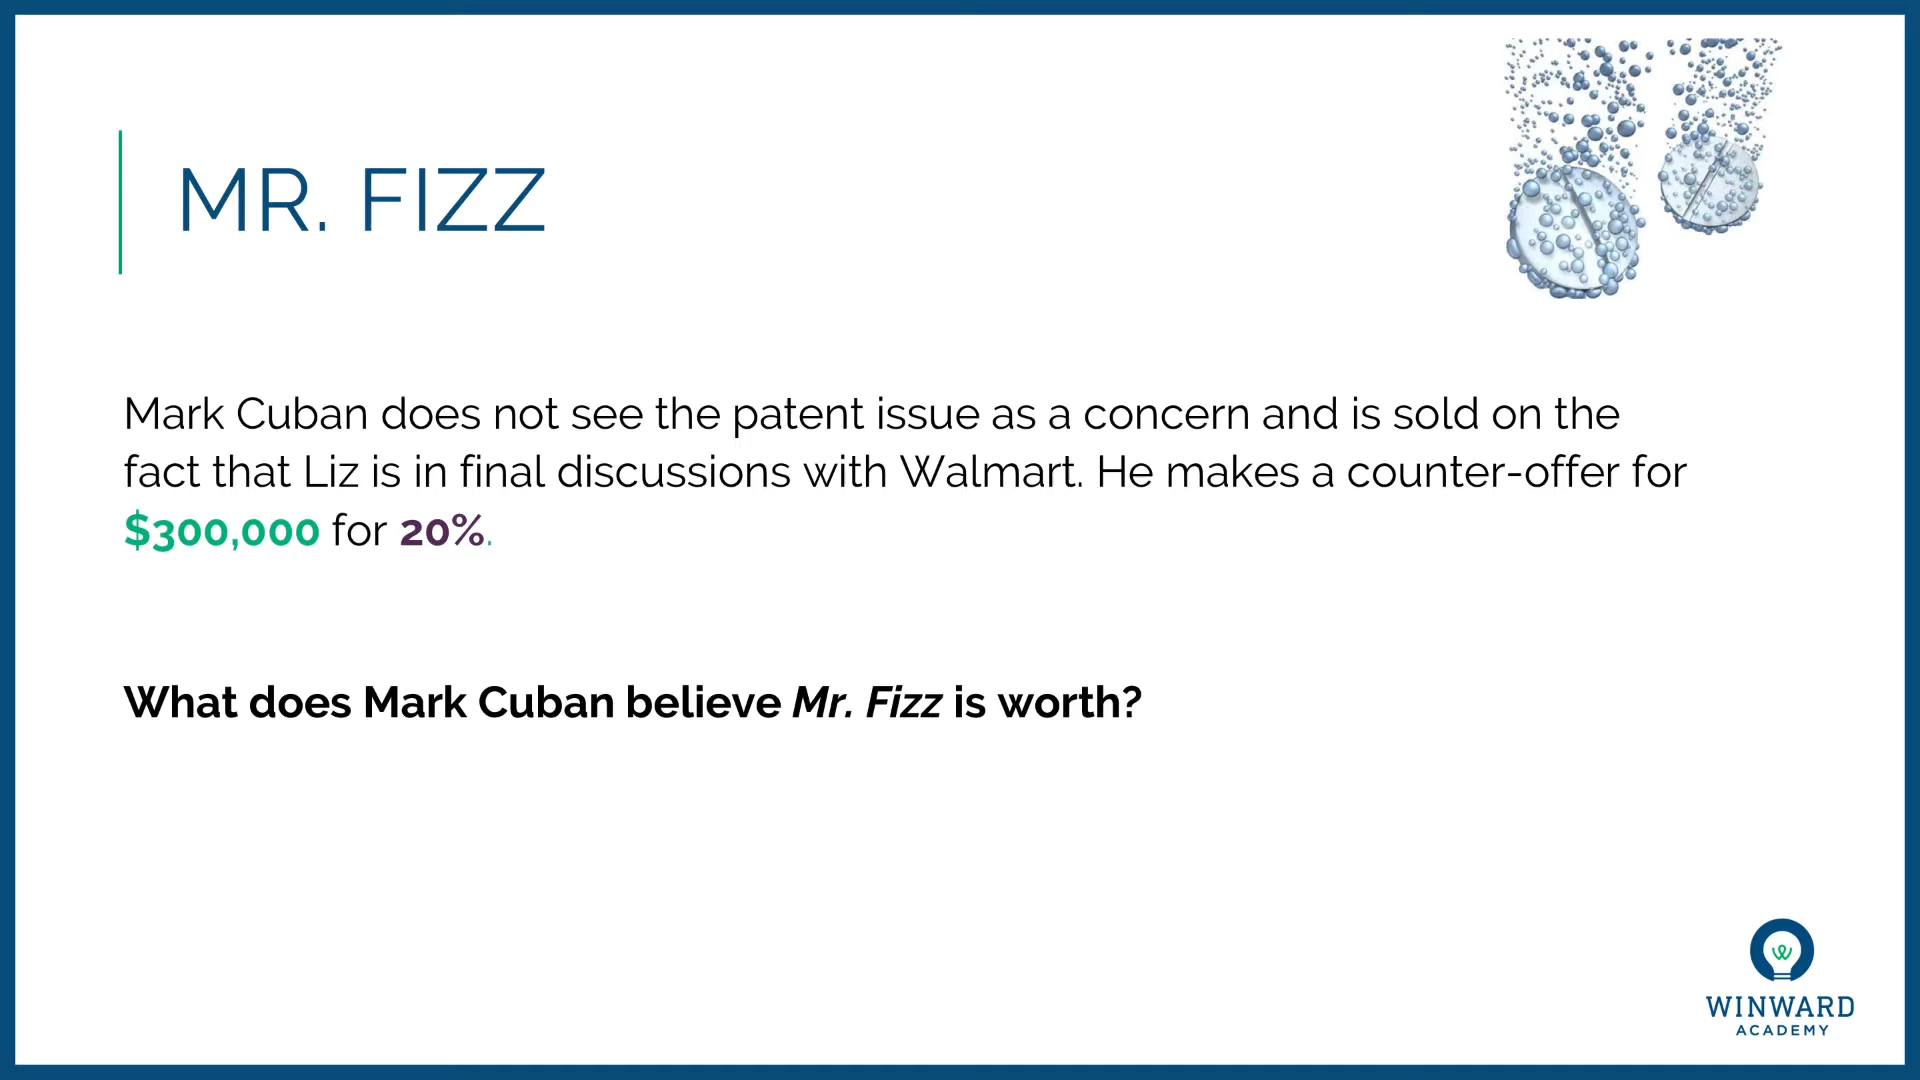 MR. FIZZ
Mark Cuban does not see the patent issue as a concern and is sold on the
fact that Liz is in final discussions with Walmart. He makes a counter-offer for
$300,000 for 20%.
What does Mark Cuban believe Mr. Fizz is worth?
WINWARD
ACADEMY